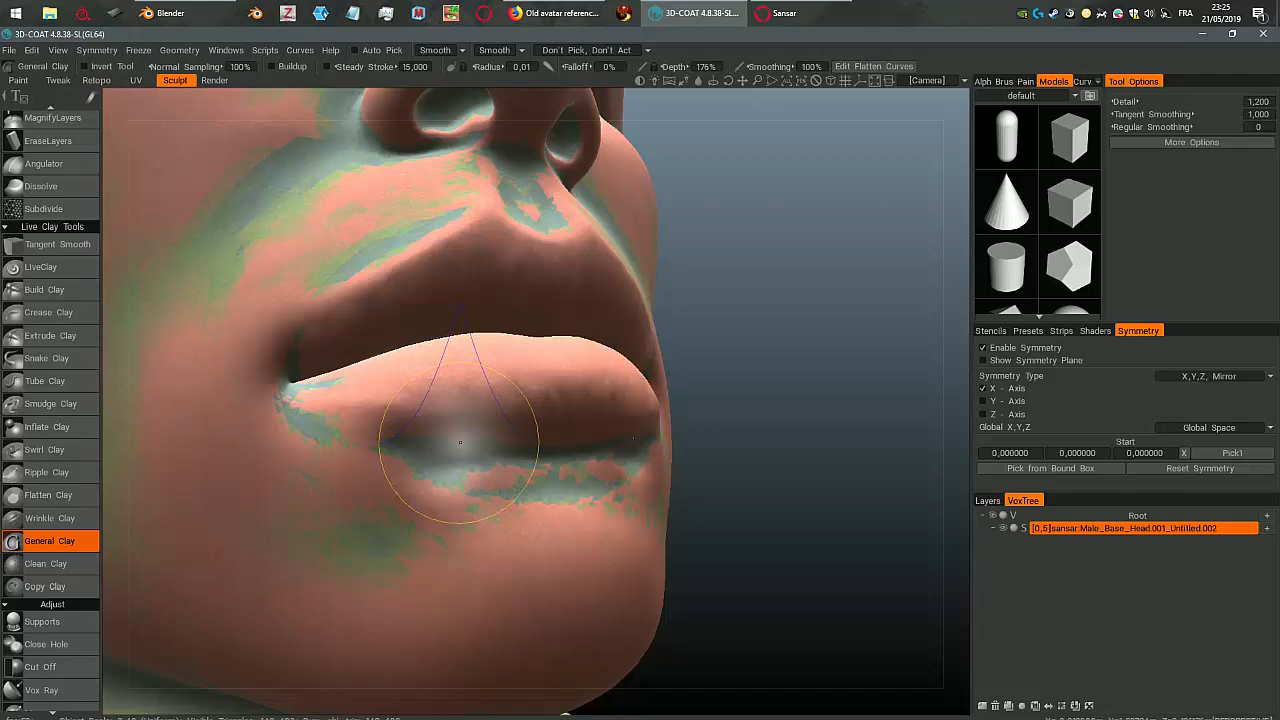 Blender
Old avatar referenc...
3D-COAT 4.8.38-SL...
Sansar
FRA
23:25
21/05/2019
3D-COAT 4.8.38-SL(GL64)
File Edit View Symmetry Freeze Geometry Windows Scripts Curves Help Auto Pick Smooth Smooth Don't Pick, Don't Act
General Clay Invert Tool Normal Sampling 100% Buildup Steady Stroke 15,000 Radius 0,01 Falloff 0% Depth 176% Smoothing 100% Edit Flatten Curves
Paint Tweak Retopo UV Sculpt Render [Camera]
Alph Brus Pain Models Curv Tool Options
default
Detail: 1,200
Tangent Smoothing: 1,000
Regular Smoothing: 0
More Options
MagnifyLayers
EraseLayers
Angulator
Dissolve
Subdivide
Live Clay Tools
Tangent Smooth
LiveClay
Build Clay
Crease Clay
Extrude Clay
Snake Clay
Tube Clay
Smudge Clay
Inflate Clay
Swirl Clay
Ripple Clay
Flatten Clay
Wrinkle Clay
General Clay
Clean Clay
Copy Clay
Adjust
Supports
Close Hole
Cut Off
Vox Ray
Stencils Presets Strips Shaders Symmetry
Enable Symmetry
Show Symmetry Plane
Symmetry Type X,Y,Z, Mirror
X - Axis
Y - Axis
Z - Axis
Global X,Y,Z Global Space
Start
0,000000 0,000000 0,000000 X Pick1
Pick from Bound Box Reset Symmetry
Layers VoxTree
V Root +
S [0,5]sansar:Male_Base_Head.001_Untitled.002 +